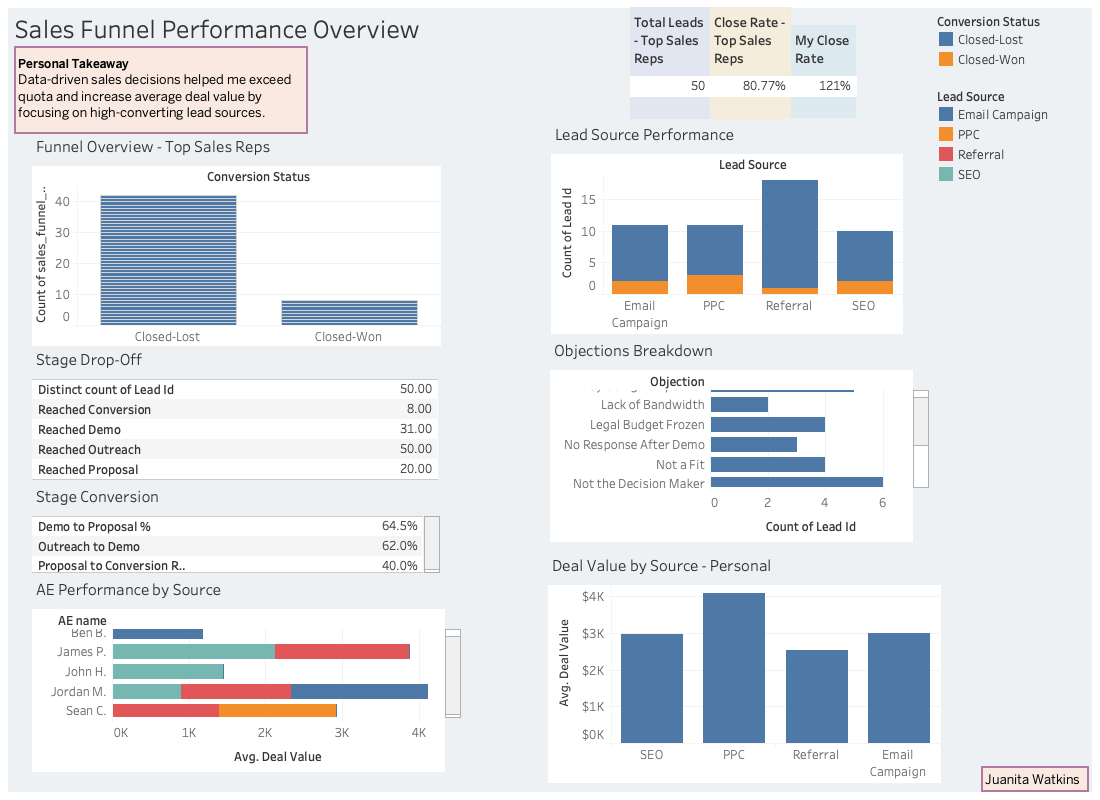 Sales Funnel Performance Overview
Personal Takeaway
Data-driven sales decisions helped me exceed
quota and increase average deal value by
focusing on high-converting lead sources.
Total Leads
- Top Sales
Reps
Close Rate -
Top Sales
Reps
My Close
Rate
50
80.77%
121%
Conversion Status
Closed-Lost
Closed-Won
Lead Source
Email Campaign
PPC
Referral
SEO
Funnel Overview - Top Sales Reps
Conversion Status
Count of sales_funnel_..
40
30
20
10
0
Closed-Lost
Closed-Won
Lead Source Performance
Lead Source
Count of Lead Id
15
10
5
0
Email
Campaign
PPC
Referral
SEO
Stage Drop-Off
Distinct count of Lead Id 50.00
Reached Conversion 8.00
Reached Demo 31.00
Reached Outreach 50.00
Reached Proposal 20.00
Objections Breakdown
Objection
Lack of Bandwidth
Legal Budget Frozen
No Response After Demo
Not a Fit
Not the Decision Maker
0 2 4 6
Count of Lead Id
Stage Conversion
Demo to Proposal % 64.5%
Outreach to Demo 62.0%
Proposal to Conversion R.. 40.0%
AE Performance by Source
AE name
Ben B.
James P.
John H.
Jordan M.
Sean C.
0K 1K 2K 3K 4K
Avg. Deal Value
Deal Value by Source - Personal
Avg. Deal Value
$4K
$3K
$2K
$1K
$0K
SEO
PPC
Referral
Email
Campaign
Juanita Watkins